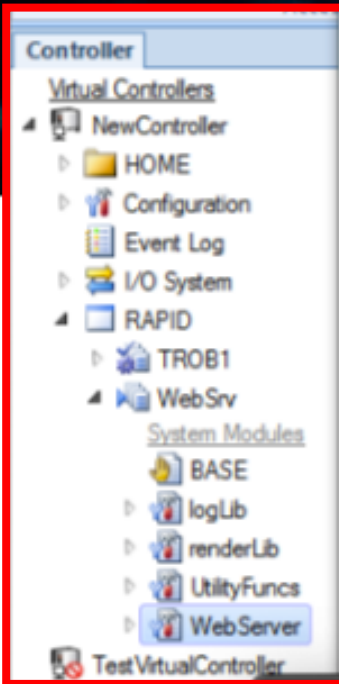 Controller
Virtual Controllers
NewController
HOME
Configuration
Event Log
I/O System
RAPID
TROB1
WebSrv
System Modules
BASE
logLib
renderLib
UtilityFuncs
WebServer
TestVirtualController